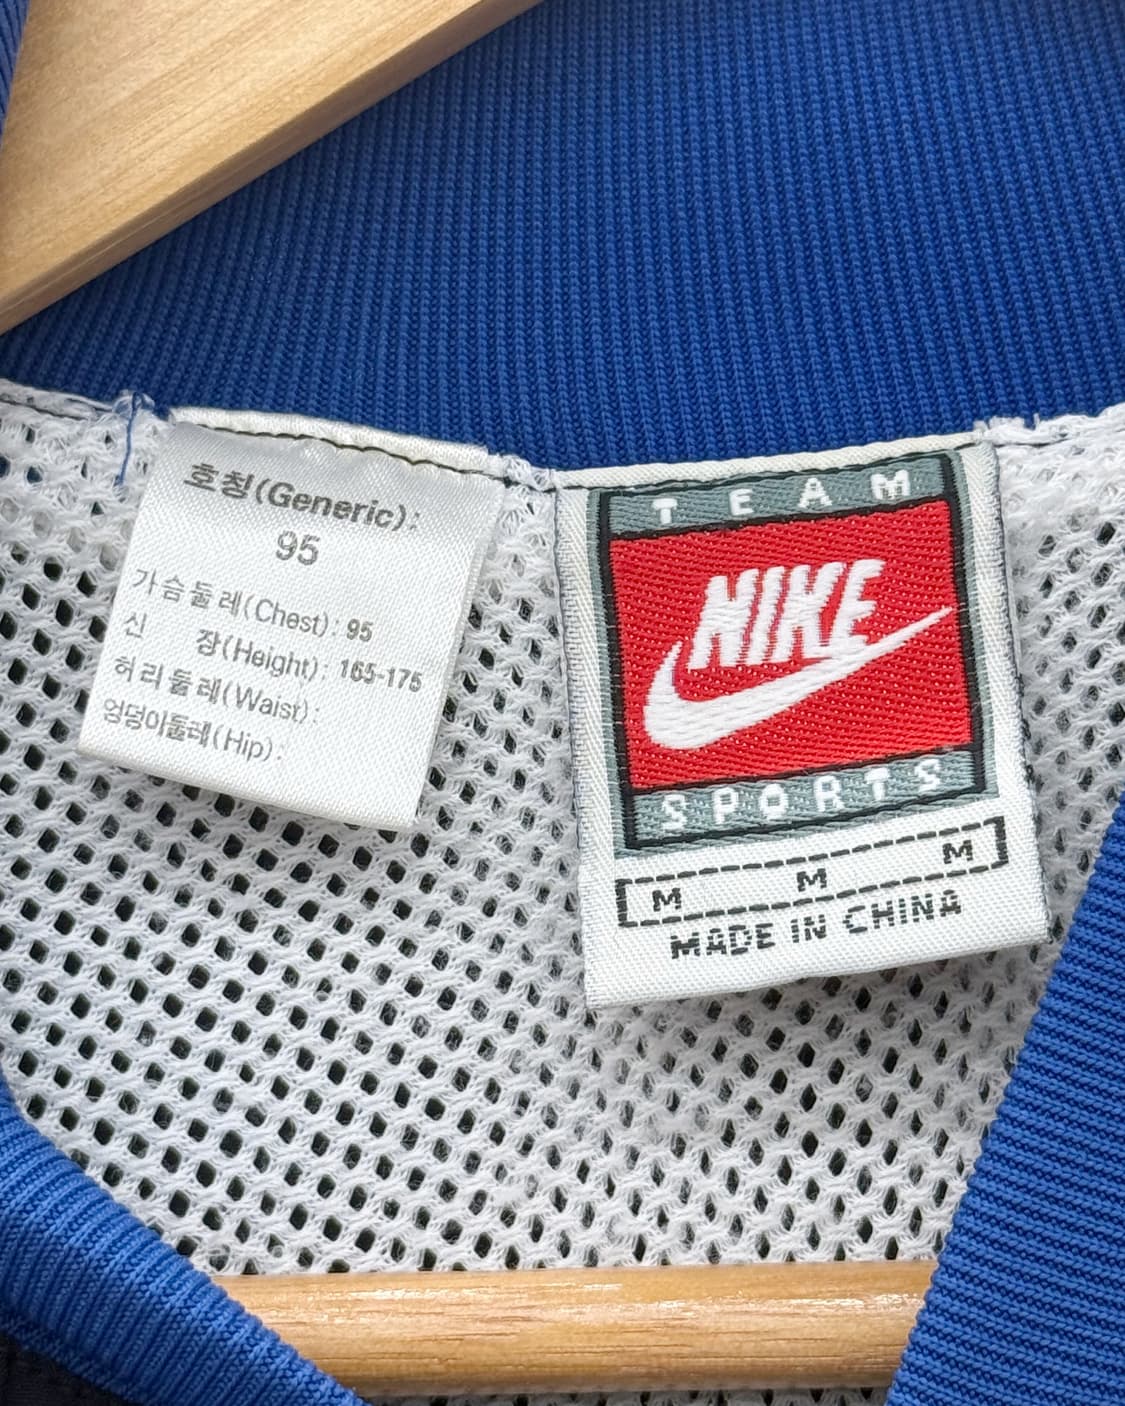 호칭(Generic):
95
가슴둘레(Chest): 95
신 장(Height): 165-175
허리둘레(Waist):
엉덩이둘레(Hip):
TEAM
NIKE
SPORTS
M M M
MADE IN CHINA